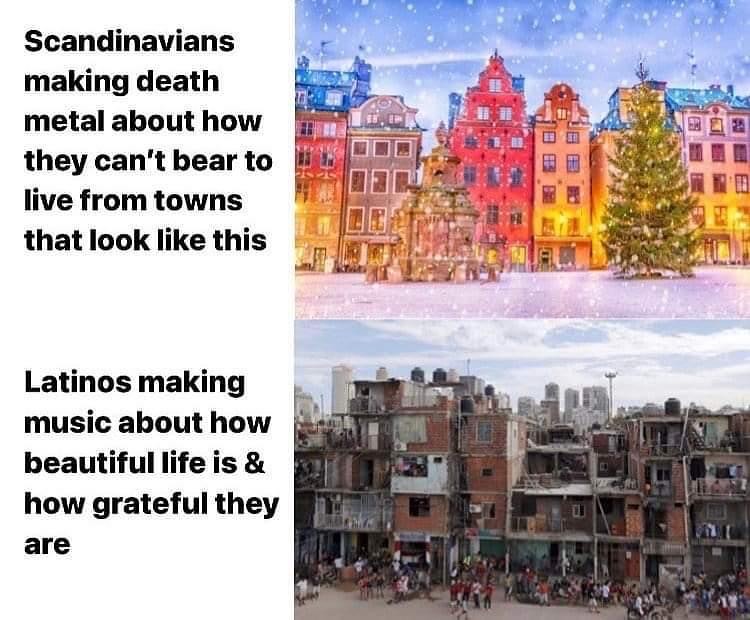 Scandinavians
making death
metal about how
they can't bear to
live from towns
that look like this
Latinos making
music about how
beautiful life is &
how grateful they
are